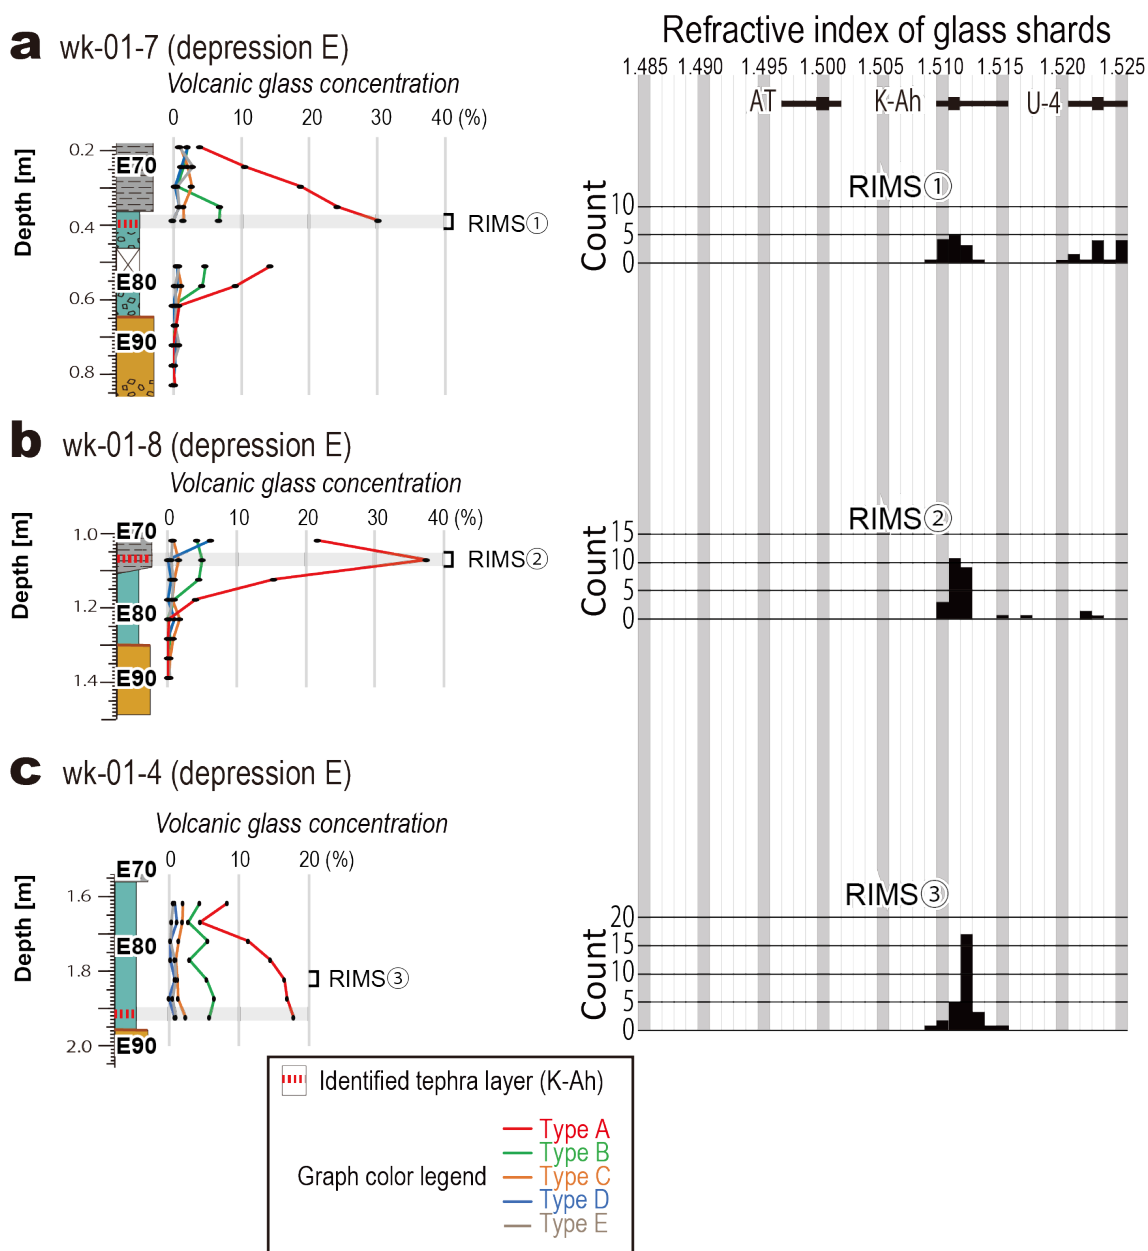 a wk-01-7 (depression E)
Volcanic glass concentration
0 10 20 30 40 (%)
Depth [m]
0.2
0.4
0.6
0.8
E70
E80
E90
RIMS①
b wk-01-8 (depression E)
Volcanic glass concentration
0 10 20 30 40 (%)
Depth [m]
1.0
1.2
1.4
E70
E80
E90
RIMS②
c wk-01-4 (depression E)
Volcanic glass concentration
0 10 20 (%)
Depth [m]
1.6
1.8
2.0
E70
E80
E90
RIMS③
Refractive index of glass shards
1.485 1.490 1.495 1.500 1.505 1.510 1.515 1.520 1.525
AT K-Ah U-4
RIMS①
Count
10
5
0
RIMS②
Count
15
10
5
0
RIMS③
Count
20
15
10
5
0
Identified tephra layer (K-Ah)
Graph color legend
Type A
Type B
Type C
Type D
Type E